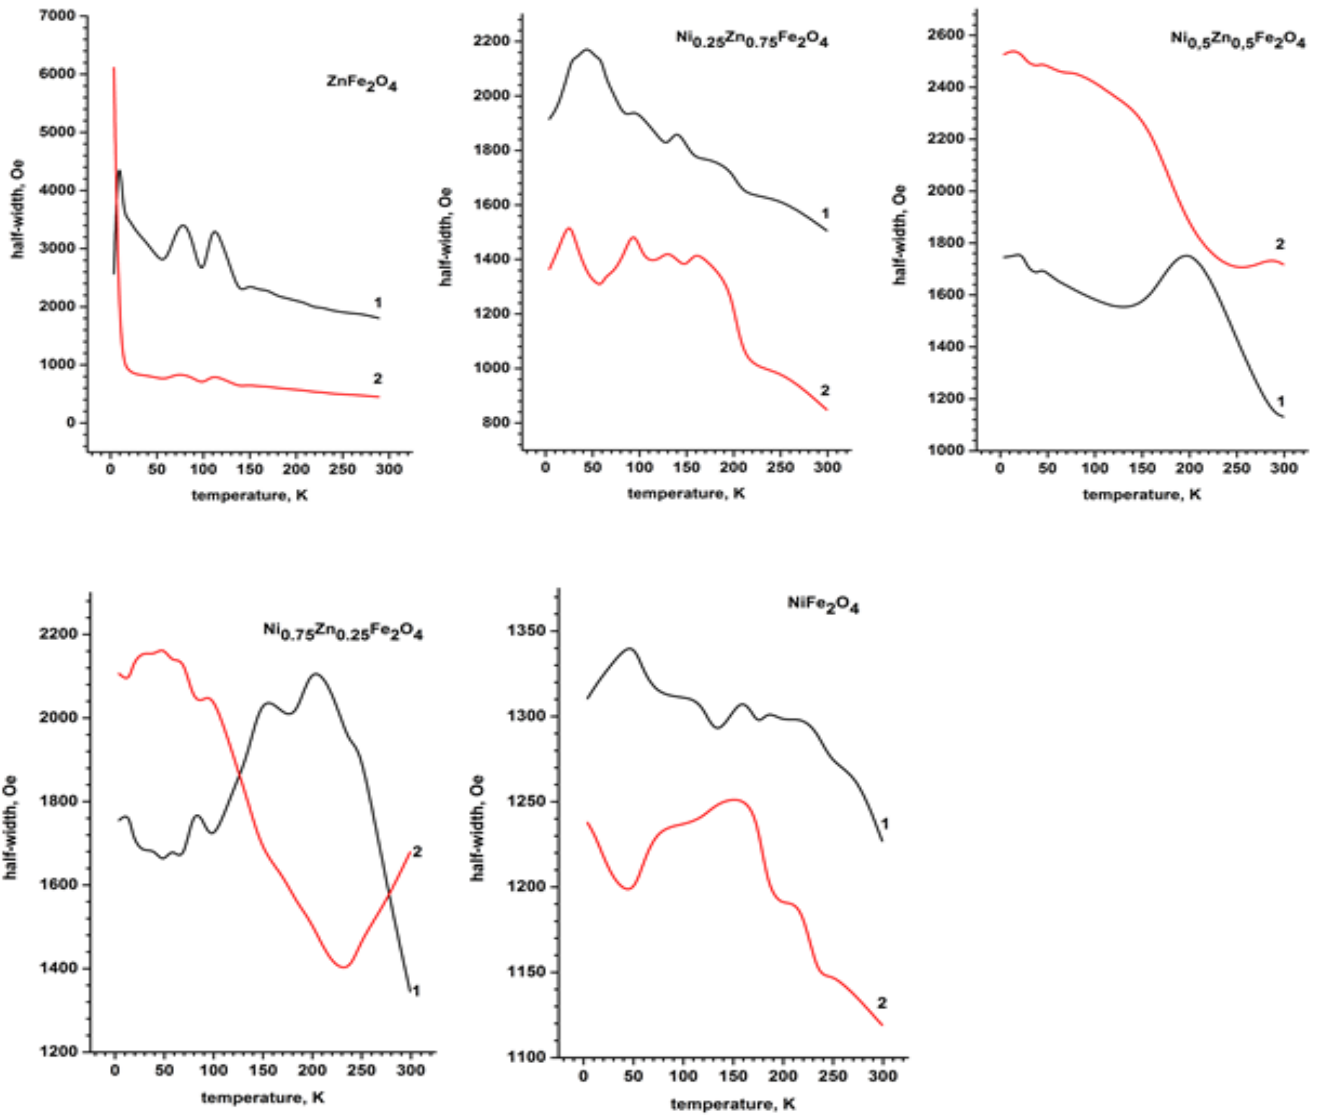 ZnFe2O4
half-width, Oe
7000
6000
5000
4000
3000
2000
1000
0
1
2
0 50 100 150 200 250 300
temperature, K
Ni0.25Zn0.75Fe2O4
half-width, Oe
2200
2000
1800
1600
1400
1200
1000
800
1
2
0 50 100 150 200 250 300
temperature, K
Ni0,5Zn0,5Fe2O4
half-width, Oe
2600
2400
2200
2000
1800
1600
1400
1200
1000
2
1
0 50 100 150 200 250 300
temperature, K
Ni0.75Zn0.25Fe2O4
half-width, Oe
2200
2000
1800
1600
1400
1200
2
1
0 50 100 150 200 250 300
temperature, K
NiFe2O4
half-width, Oe
1350
1300
1250
1200
1150
1100
1
2
0 50 100 150 200 250 300
temperature, K